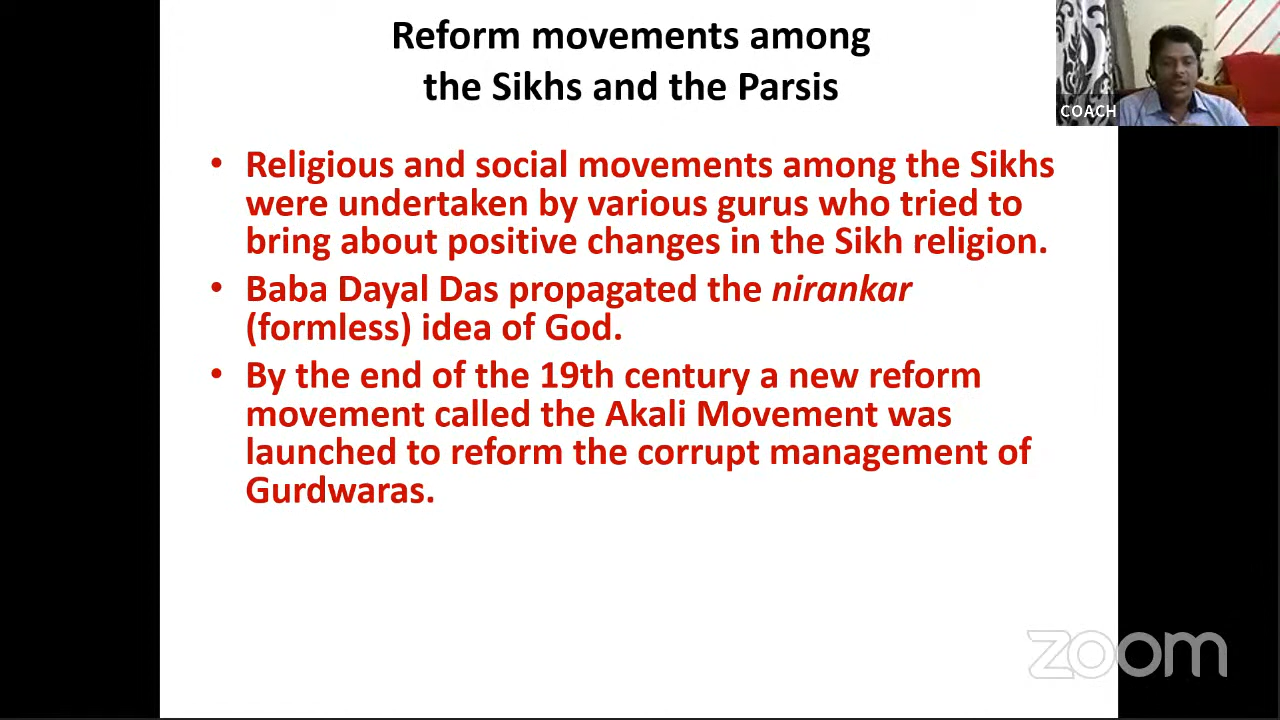 Reform movements among
the Sikhs and the Parsis
COACH
• Religious and social movements among the Sikhs
were undertaken by various gurus who tried to
bring about positive changes in the Sikh religion.
• Baba Dayal Das propagated the nirankar
(formless) idea of God.
• By the end of the 19th century a new reform
movement called the Akali Movement was
launched to reform the corrupt management of
Gurdwaras.
zoom